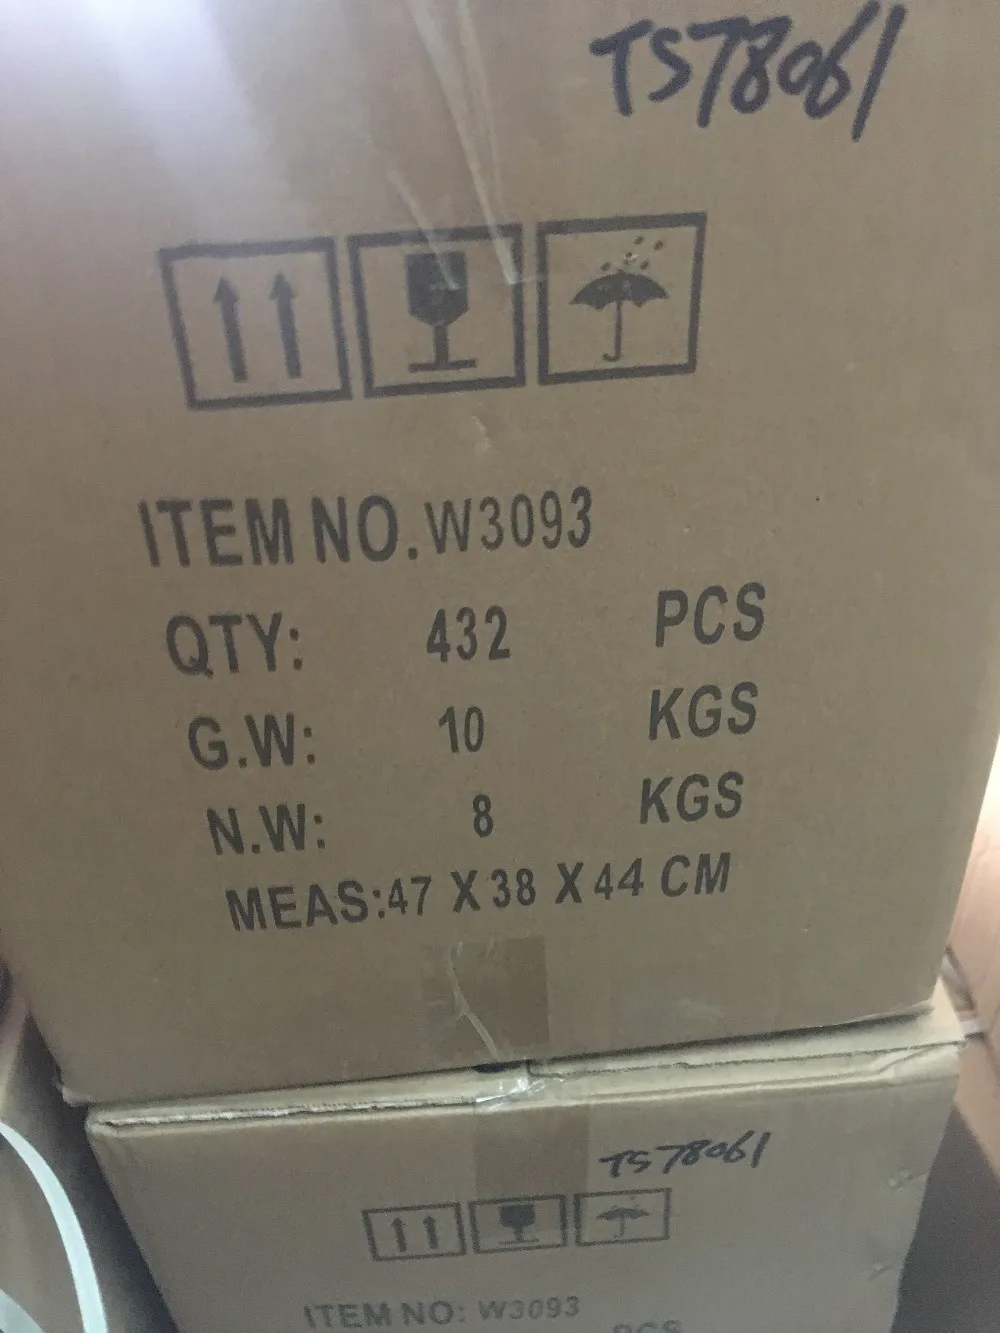 TS78061
ITEM NO.W3093
QTY: 432 PCS
G.W: 10 KGS
N.W: 8 KGS
MEAS:47 X 38 X 44 CM
TS78061
ITEM NO: W3093
PCS